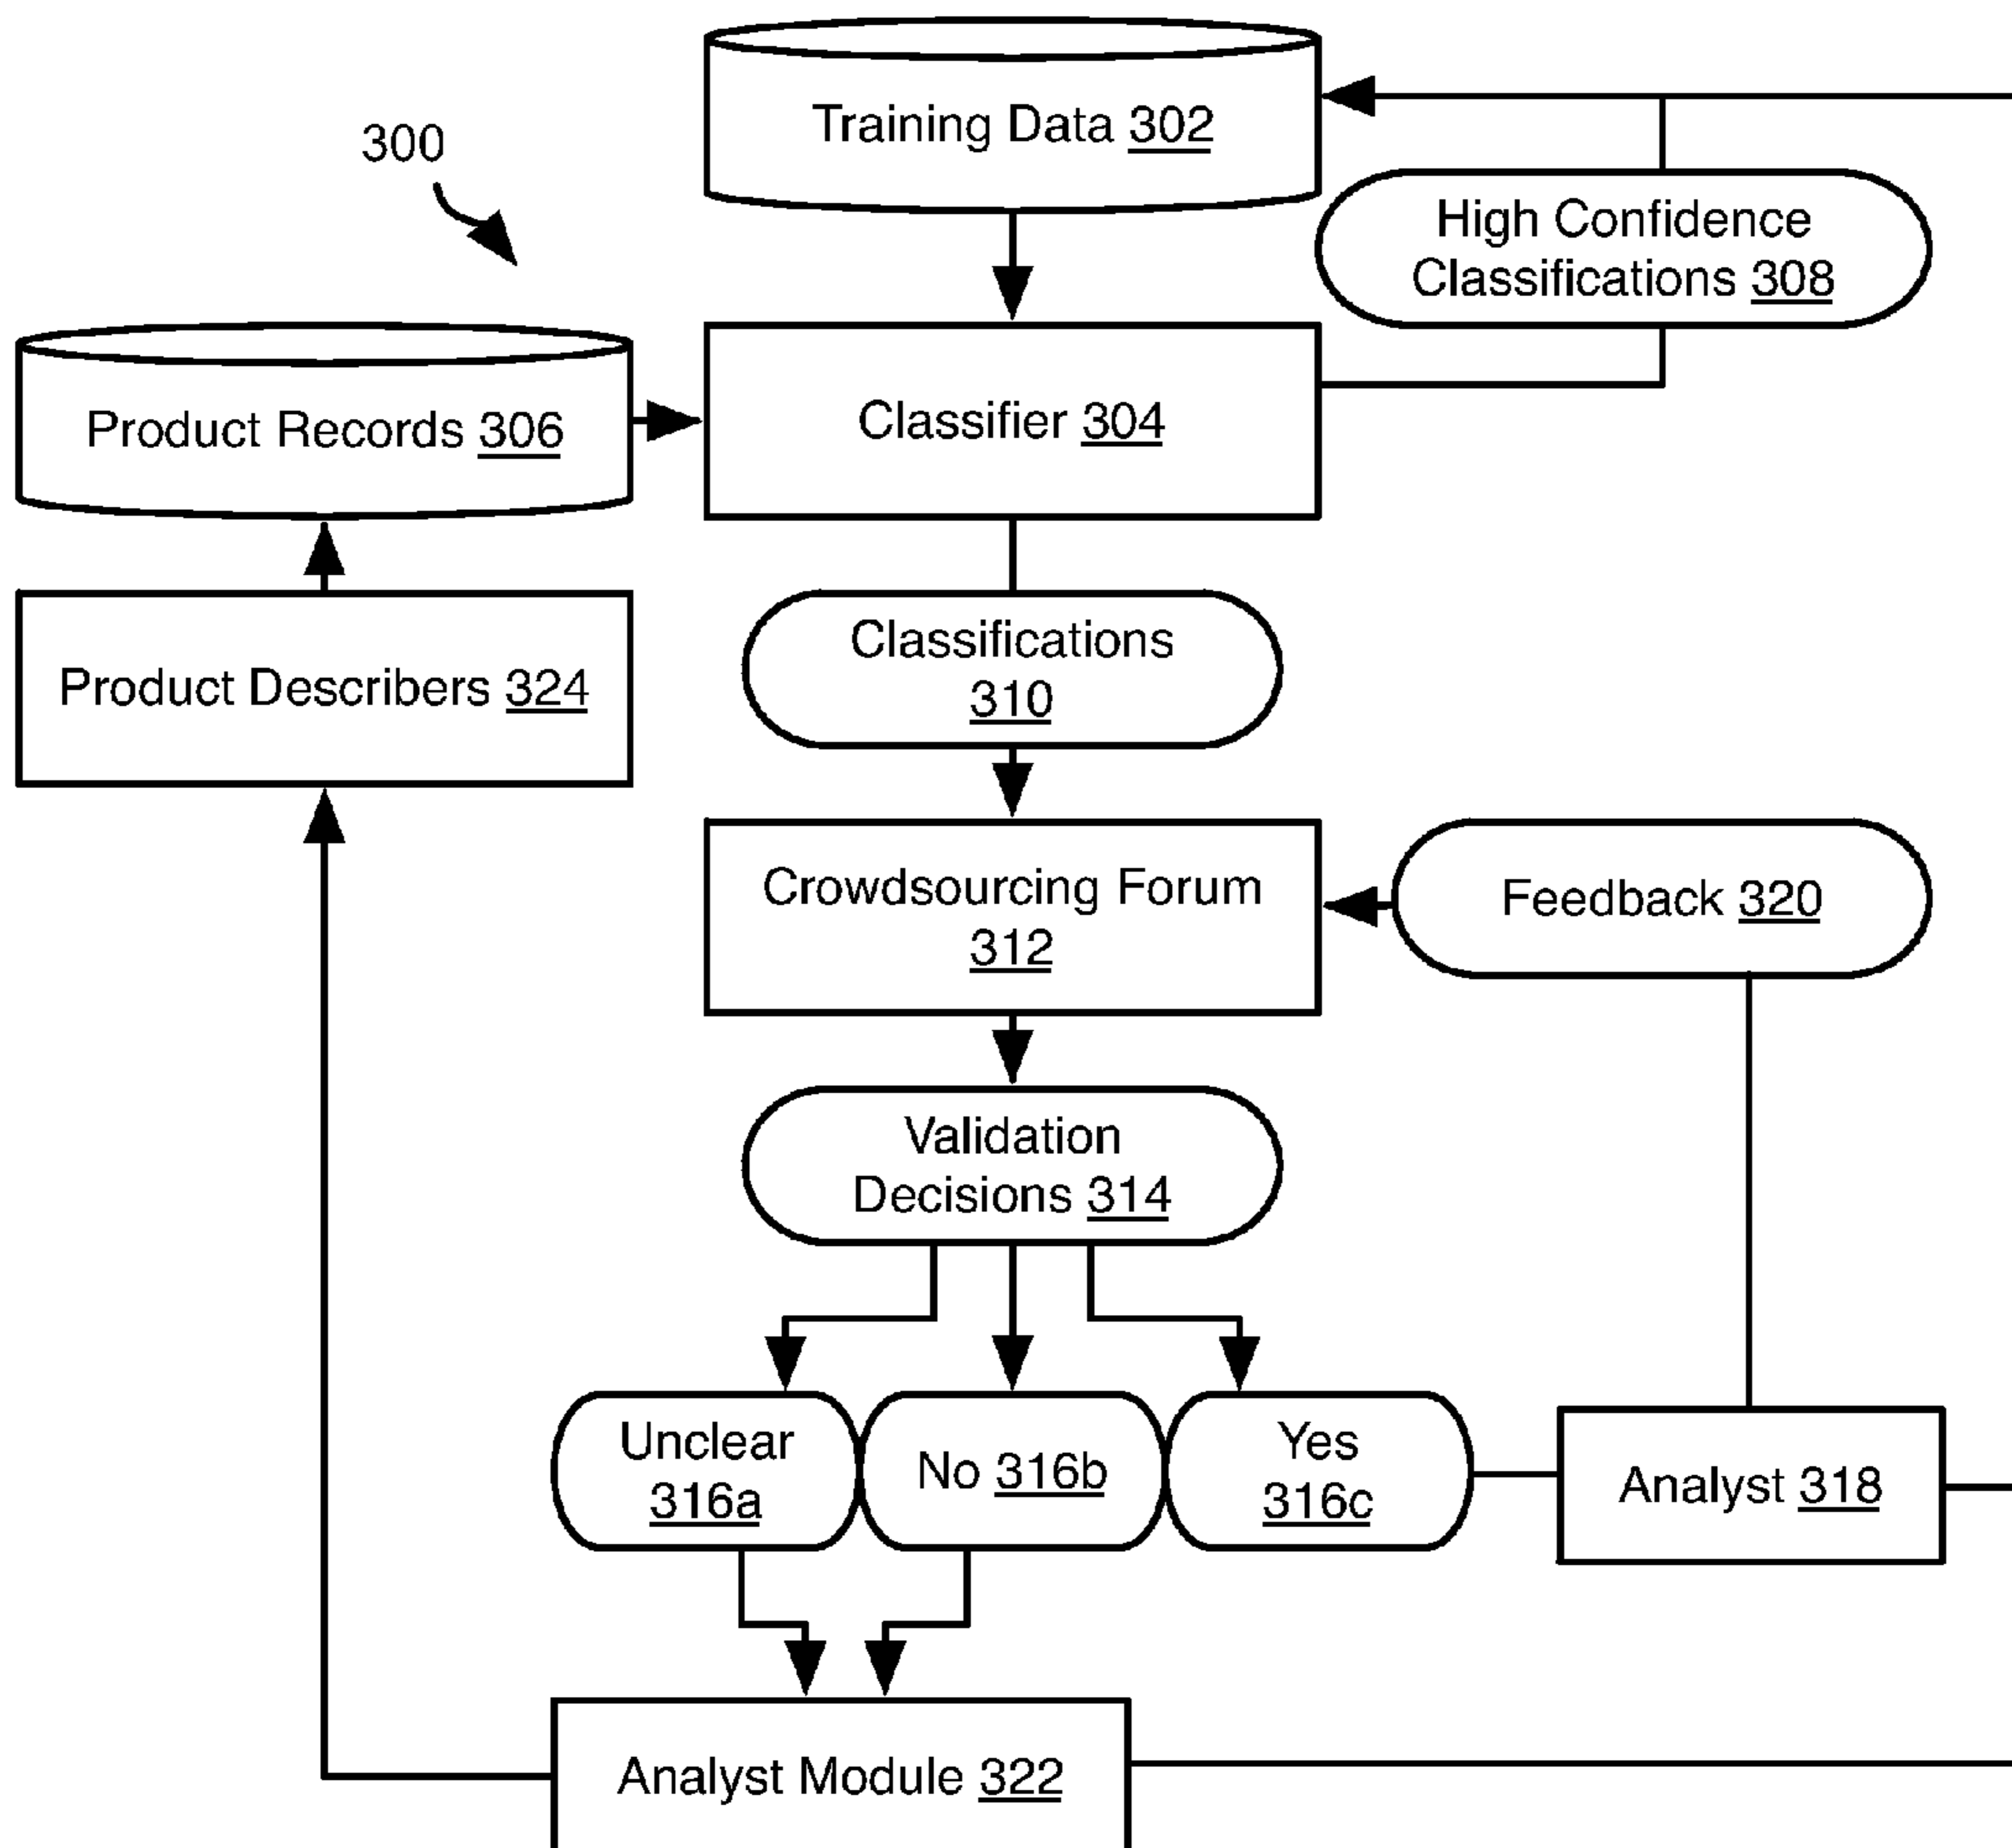 Training Data 302
300
High Confidence
Classifications 308
Product Records 306
Classifier 304
Classifications
310
Product Describers 324
Crowdsourcing Forum
312
Feedback 320
Validation
Decisions 314
Unclear
316a
No 316b
Yes
316c
Analyst 318
Analyst Module 322